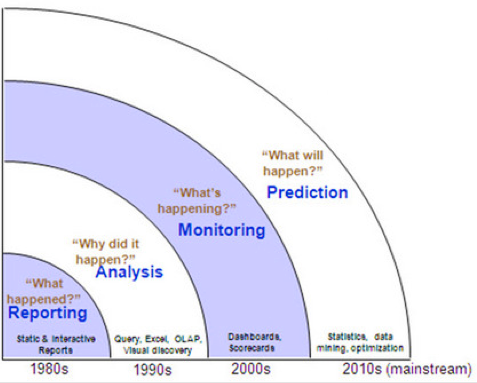 “What will
happen?”
Prediction
“What's
happening?”
Monitoring
“Why did it
happen?”
Analysis
“What
happened?”
Reporting
Static & Interactive
Reports
Query, Excel, OLAP,
Visual discovery
Dashboards,
Scorecards
Statistics, data
mining, optimization
1980s
1990s
2000s
2010s (mainstream)